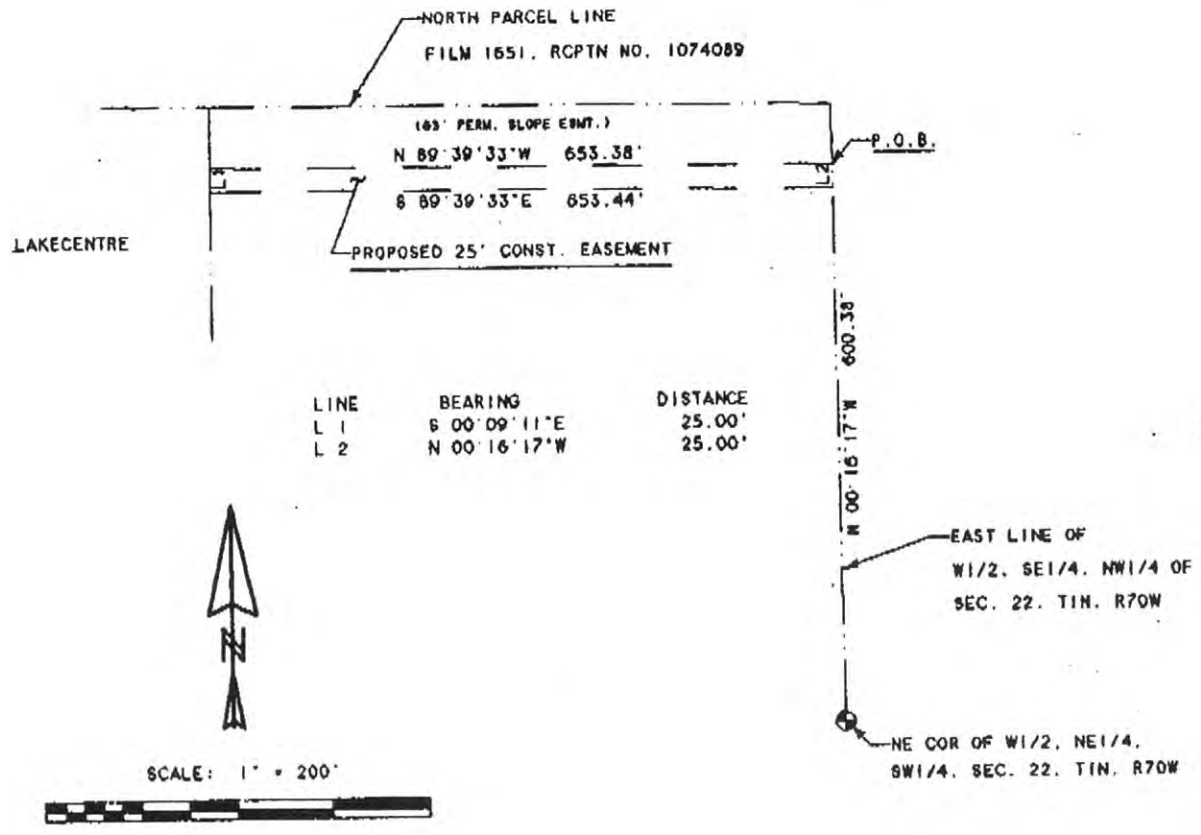 NORTH PARCEL LINE
FILM 1651, RCPTN NO. 1074089
(63' PERM. SLOPE ESMT.)
N 89°39'33"W 653.38'
P.O.B.
L1
L2
S 89°39'33"E 653.44'
LAKECENTRE
PROPOSED 25' CONST. EASEMENT
N 00°16'17"W 600.38'
LINE BEARING DISTANCE
L 1 S 00°09'11"E 25.00'
L 2 N 00°16'17"W 25.00'
EAST LINE OF
W1/2, SE1/4, NW1/4 OF
SEC. 22, T1N, R70W
N
NE COR OF W1/2, NE1/4,
SW1/4, SEC. 22, T1N, R70W
SCALE: 1" = 200'